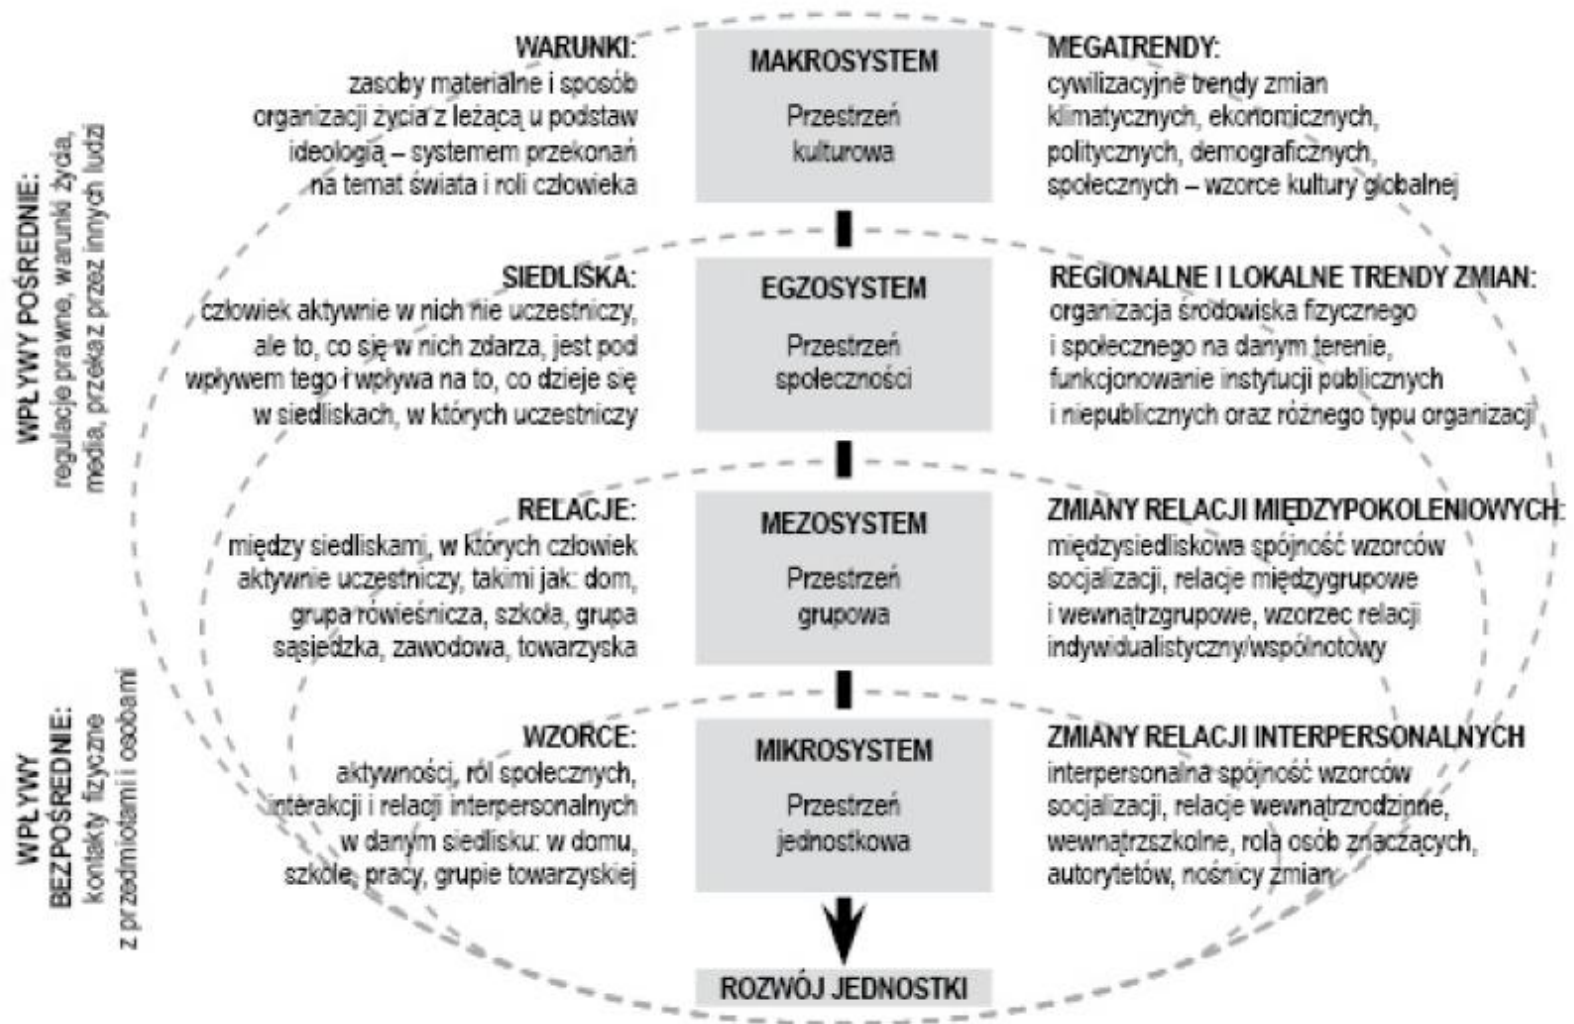 WPŁYWY POŚREDNIE:
regulacje prawne, warunki życia,
media, przekaz przez innych ludzi
WPŁYWY
BEZPOŚREDNIE:
kontakty fizyczne
z przedmiotami i osobami
WARUNKI:
zasoby materialne i sposób
organizacji życia z leżącą u podstaw
ideologią – systemem przekonań
na temat świata i roli człowieka
MAKROSYSTEM
Przestrzeń
kulturowa
MEGATRENDY:
cywilizacyjne trendy zmian
klimatycznych, ekonomicznych,
politycznych, demograficznych,
społecznych – wzorce kultury globalnej
SIEDLISKA:
człowiek aktywnie w nich nie uczestniczy,
ale to, co się w nich zdarza, jest pod
wpływem tego i wpływa na to, co dzieje się
w siedliskach, w których uczestniczy
EGZOSYSTEM
Przestrzeń
społeczności
REGIONALNE I LOKALNE TRENDY ZMIAN:
organizacja środowiska fizycznego
i społecznego na danym terenie,
funkcjonowanie instytucji publicznych
i niepublicznych oraz różnego typu organizacji
RELACJE:
między siedliskami, w których człowiek
aktywnie uczestniczy, takimi jak: dom,
grupa rówieśnicza, szkoła, grupa
sąsiedzka, zawodowa, towarzyska
MEZOSYSTEM
Przestrzeń
grupowa
ZMIANY RELACJI MIĘDZYPOKOLENIOWYCH:
międzysiedliskowa spójność wzorców
socjalizacji, relacje międzygrupowe
i wewnątrzgrupowe, wzorzec relacji
indywidualistyczny/wspólnotowy
WZORCE:
aktywności, ról społecznych,
interakcji i relacji interpersonalnych
w danym siedlisku: w domu,
szkole, pracy, grupie towarzyskiej
MIKROSYSTEM
Przestrzeń
jednostkowa
ZMIANY RELACJI INTERPERSONALNYCH
interpersonalna spójność wzorców
socjalizacji, relacje wewnątrzrodzinne,
wewnątrzszkolne, rola osób znaczących,
autorytetów, nośnicy zmian
ROZWÓJ JEDNOSTKI